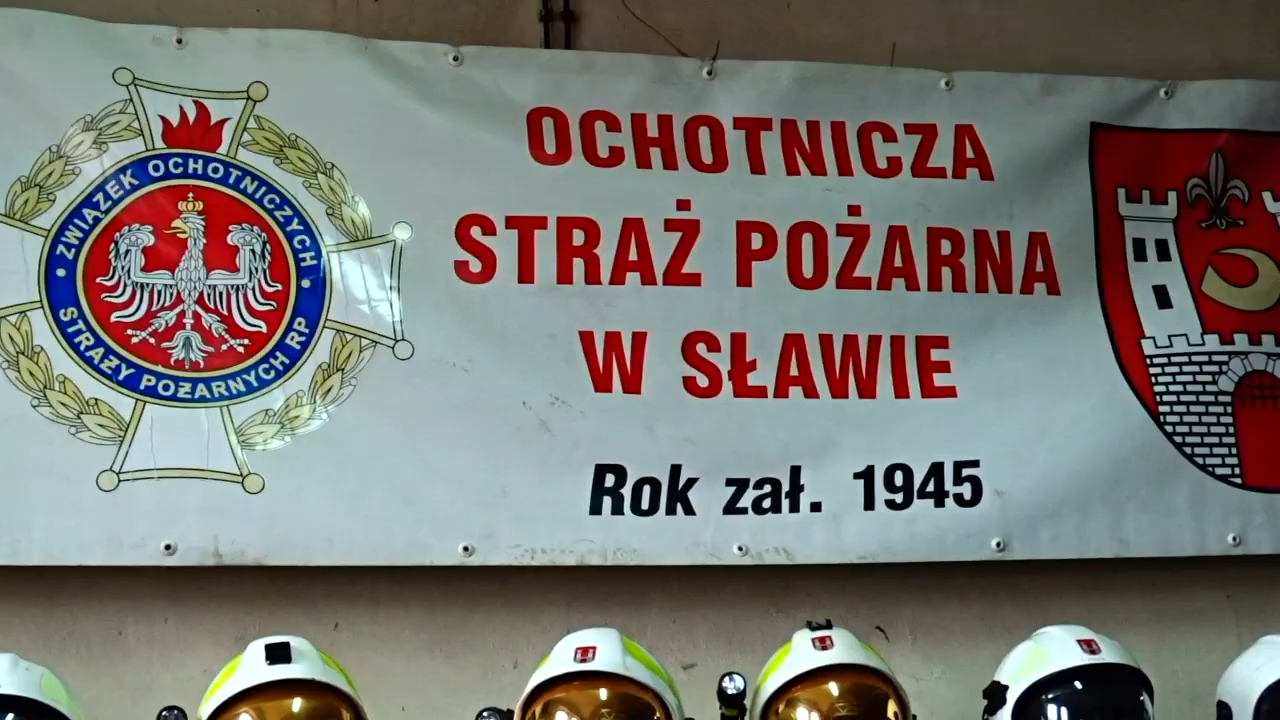 ZWIĄZEK OCHOTNICZYCH
STRAŻY POŻARNYCH RP
OCHOTNICZA
STRAŻ POŻARNA
W SŁAWIE
Rok zał. 1945